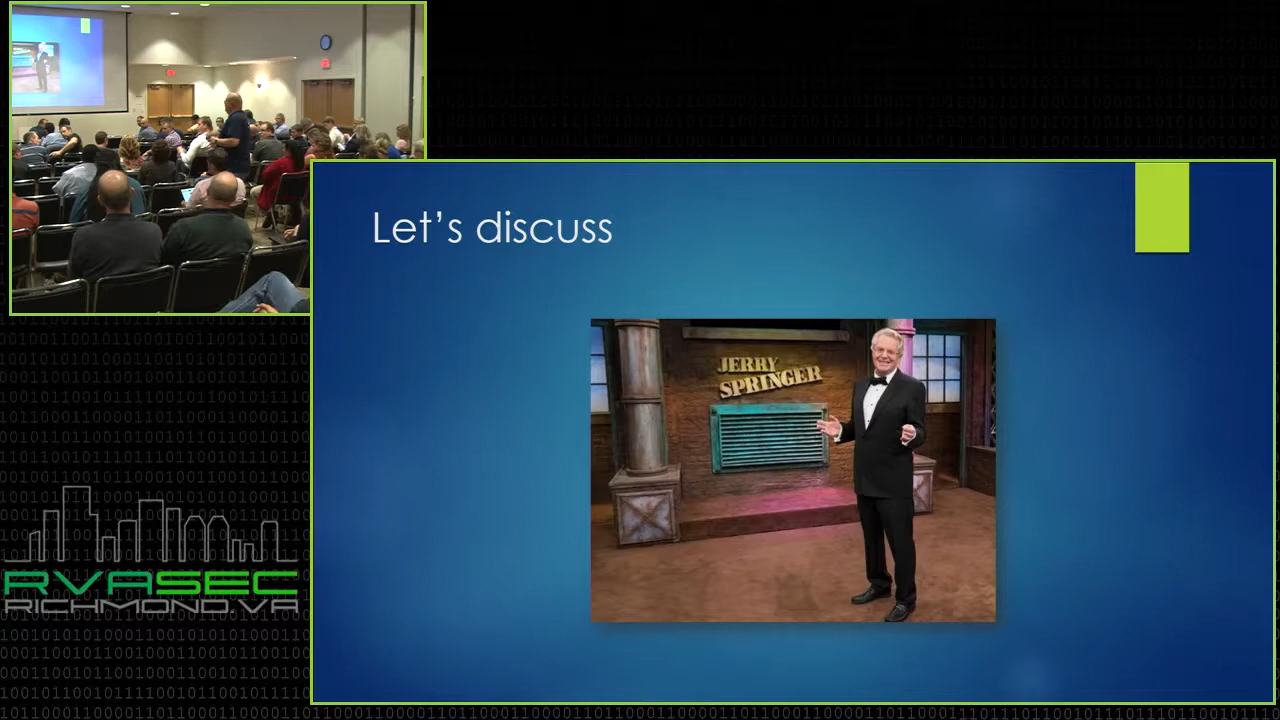 Let's discuss
JERRY
SPRINGER
RVASEC
RICHMOND.VA